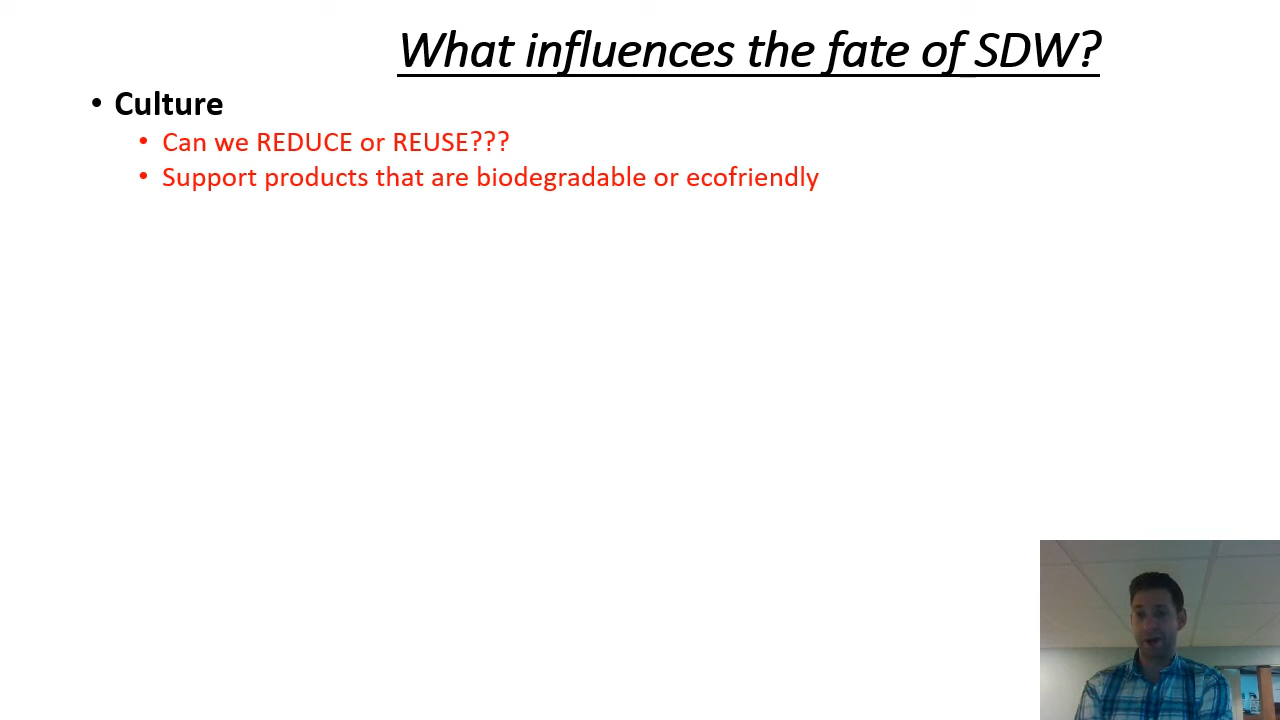 What influences the fate of SDW?
• Culture
• Can we REDUCE or REUSE???
• Support products that are biodegradable or ecofriendly